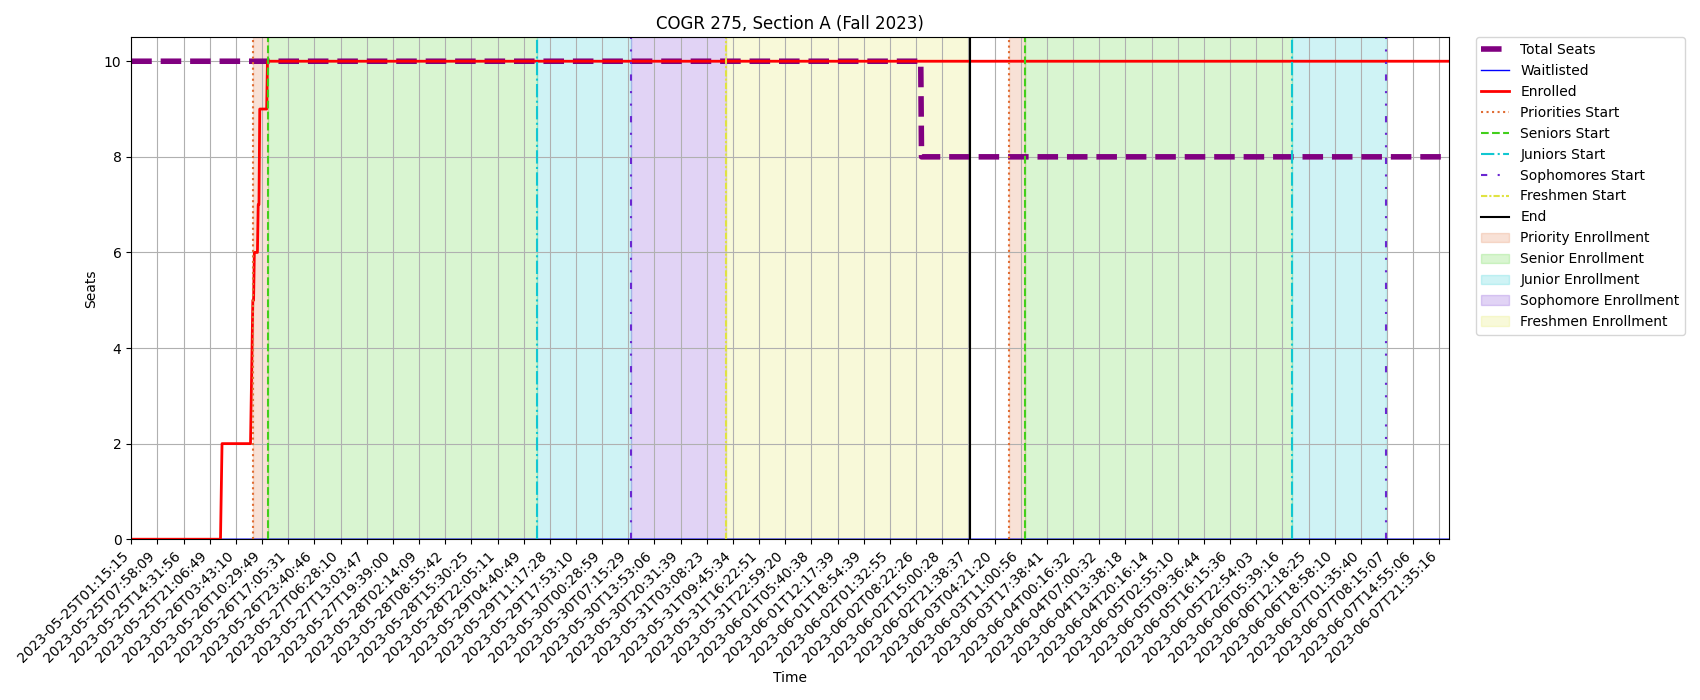 COGR 275, Section A (Fall 2023)
Seats
10
8
6
4
2
0
2023-05-25T01:15:15
2023-05-25T07:58:09
2023-05-25T14:31:56
2023-05-25T21:06:49
2023-05-26T03:43:10
2023-05-26T10:29:49
2023-05-26T17:05:31
2023-05-26T23:40:46
2023-05-27T06:28:10
2023-05-27T13:03:47
2023-05-27T19:39:00
2023-05-28T02:14:09
2023-05-28T08:55:42
2023-05-28T15:30:25
2023-05-28T22:05:11
2023-05-29T04:40:49
2023-05-29T11:17:28
2023-05-29T17:53:10
2023-05-30T00:28:59
2023-05-30T07:15:29
2023-05-30T13:53:06
2023-05-30T20:31:39
2023-05-31T03:08:23
2023-05-31T09:45:34
2023-05-31T16:22:51
2023-05-31T22:59:20
2023-06-01T05:40:38
2023-06-01T12:17:39
2023-06-01T18:54:39
2023-06-02T01:32:55
2023-06-02T08:22:26
2023-06-02T15:00:28
2023-06-02T21:38:37
2023-06-03T04:21:20
2023-06-03T11:00:56
2023-06-03T17:38:41
2023-06-04T00:16:32
2023-06-04T07:00:32
2023-06-04T13:38:18
2023-06-04T20:16:14
2023-06-05T02:55:10
2023-06-05T09:36:44
2023-06-05T16:15:36
2023-06-05T22:54:03
2023-06-06T05:39:16
2023-06-06T12:18:25
2023-06-06T18:58:10
2023-06-07T01:35:40
2023-06-07T08:15:07
2023-06-07T14:55:06
2023-06-07T21:35:16
Time
Total Seats
Waitlisted
Enrolled
Priorities Start
Seniors Start
Juniors Start
Sophomores Start
Freshmen Start
End
Priority Enrollment
Senior Enrollment
Junior Enrollment
Sophomore Enrollment
Freshmen Enrollment